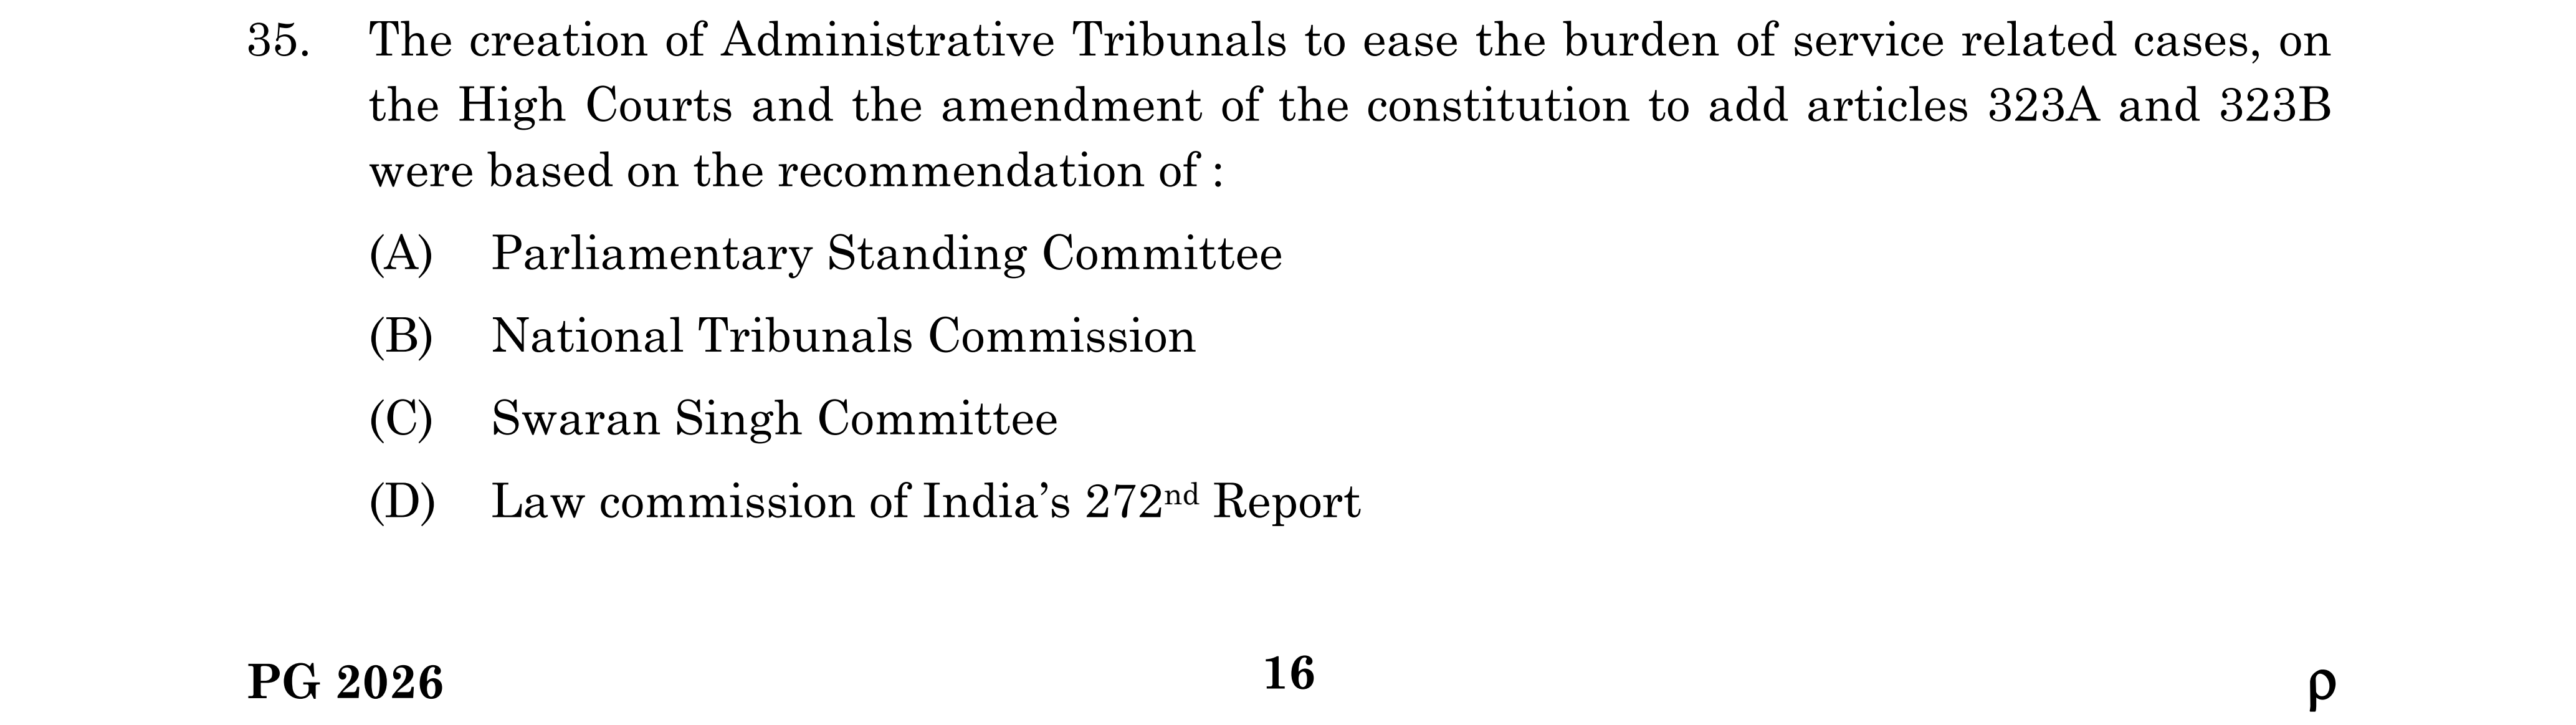 35. The creation of Administrative Tribunals to ease the burden of service related cases, on
the High Courts and the amendment of the constitution to add articles 323A and 323B
were based on the recommendation of :
(A) Parliamentary Standing Committee
(B) National Tribunals Commission
(C) Swaran Singh Committee
(D) Law commission of India’s 272nd Report
PG 2026 16 ρ